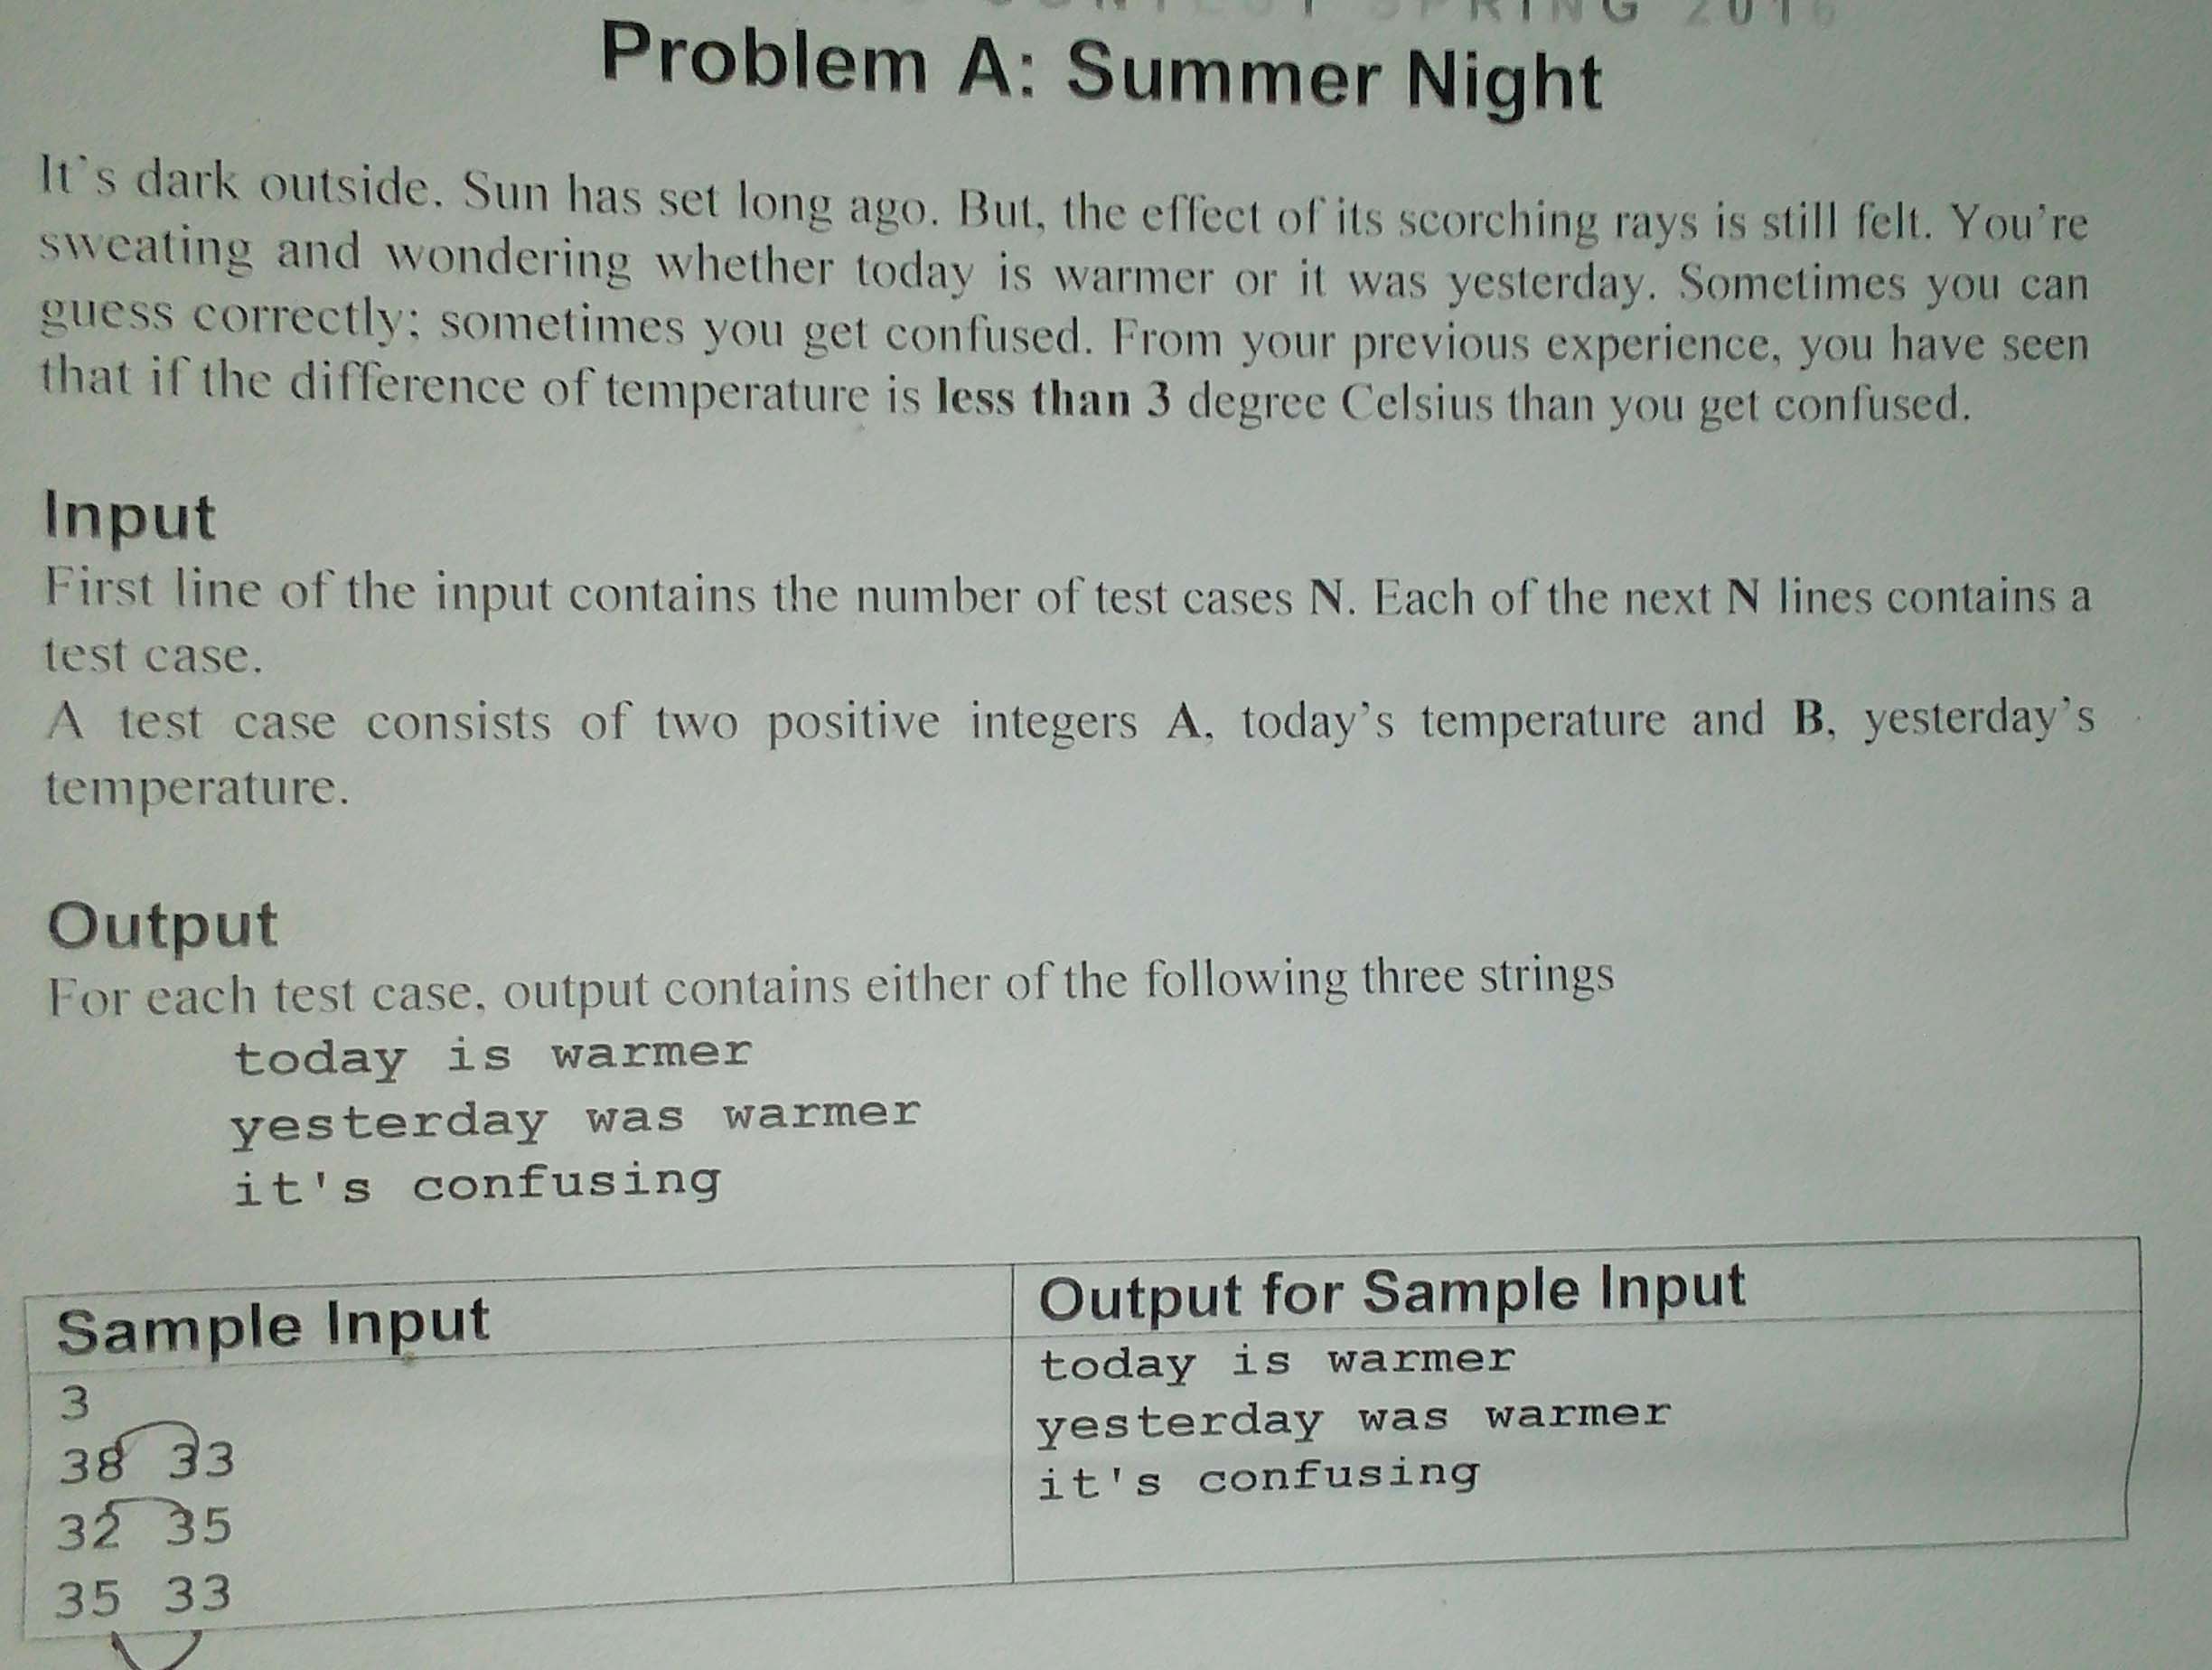 SPRING 2016
Problem A: Summer Night
It's dark outside. Sun has set long ago. But, the effect of its scorching rays is still felt. You're
sweating and wondering whether today is warmer or it was yesterday. Sometimes you can
guess correctly; sometimes you get confused. From your previous experience, you have seen
that if the difference of temperature is less than 3 degree Celsius than you get confused.
Input
First line of the input contains the number of test cases N. Each of the next N lines contains a
test case.
A test case consists of two positive integers A, today's temperature and B, yesterday's
temperature.
Output
For each test case, output contains either of the following three strings
today is warmer
yesterday was warmer
it's confusing
Sample Input
3
38 33
32 35
35 33
Output for Sample Input
today is warmer
yesterday was warmer
it's confusing